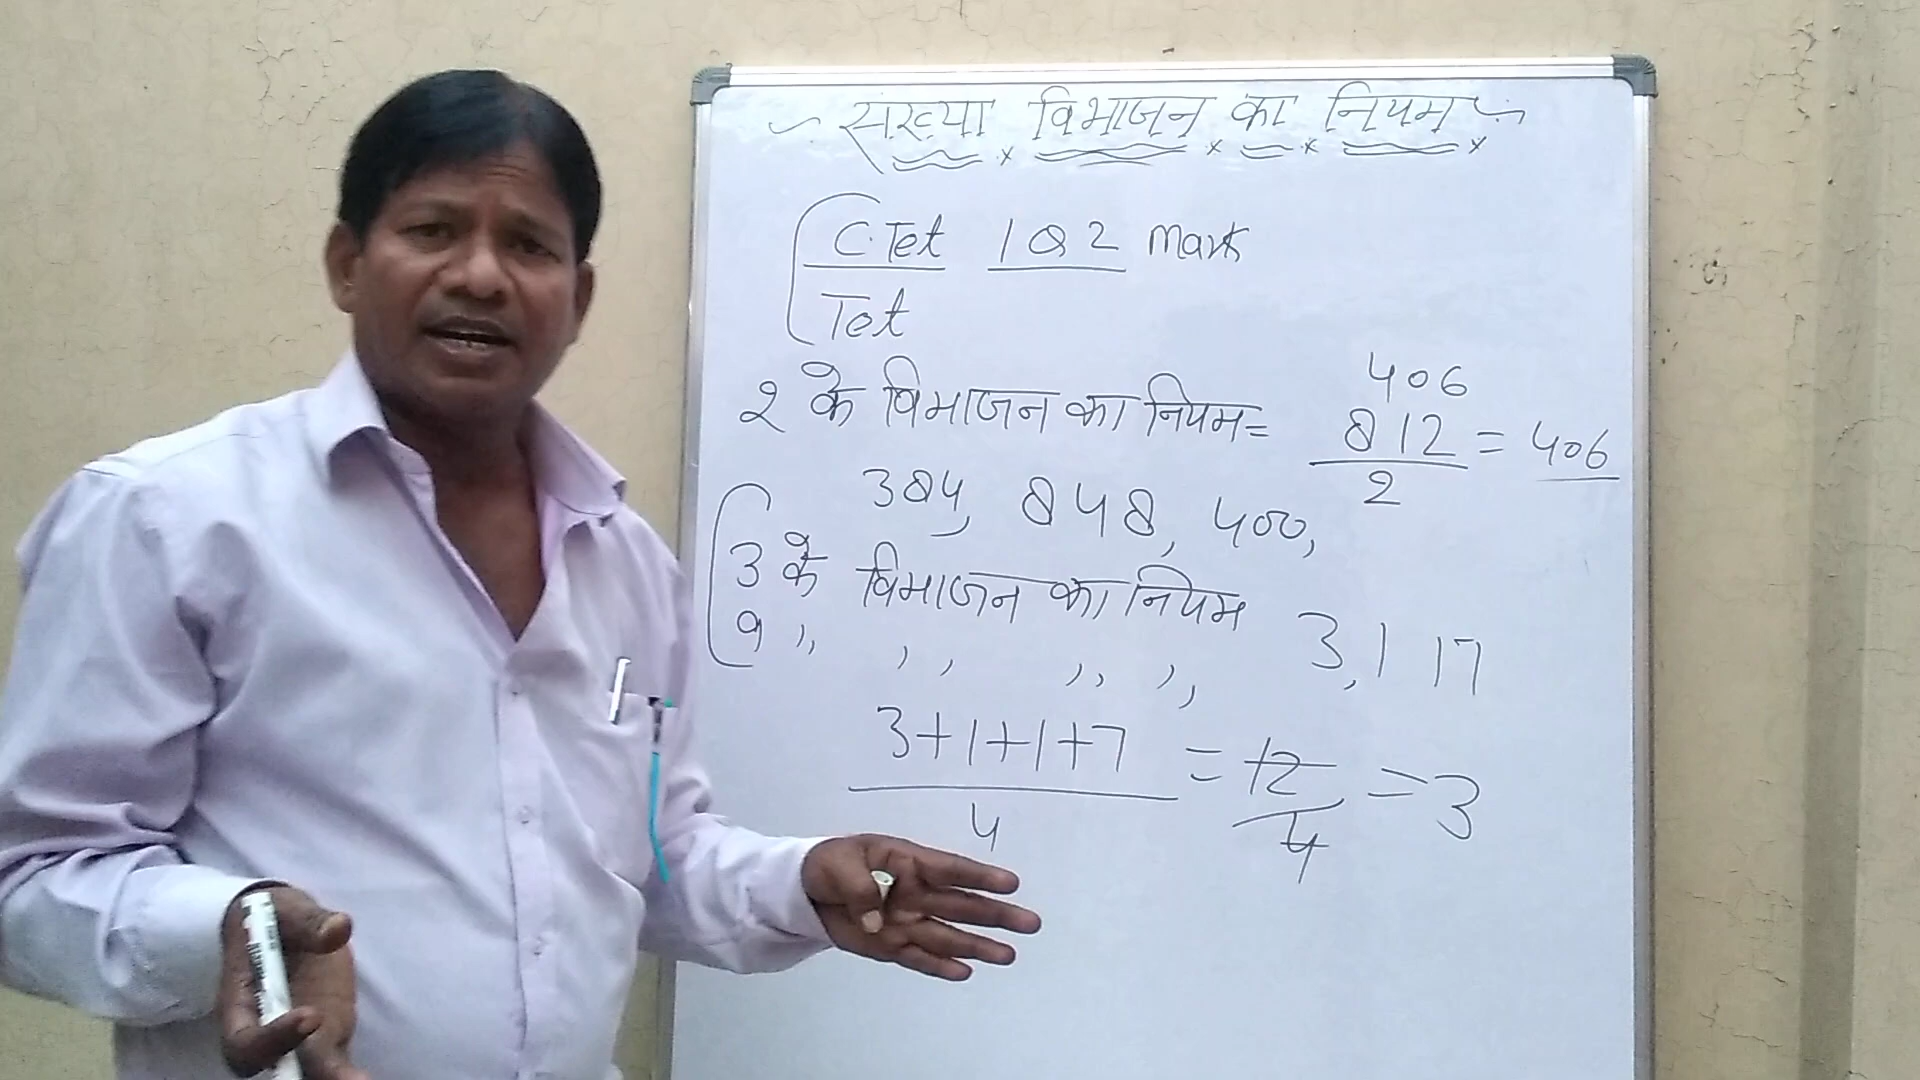 संख्या विभाजन का नियम
C.Tet 1 & 2 Mark
Tet
2 के विभाजन का नियम=
406
812/2 = 406
384, 848, 400,
3 के विभाजन का नियम
9 ,, ,, ,, ,, 3,117
3+1+1+7/4 = 12/4 = 3